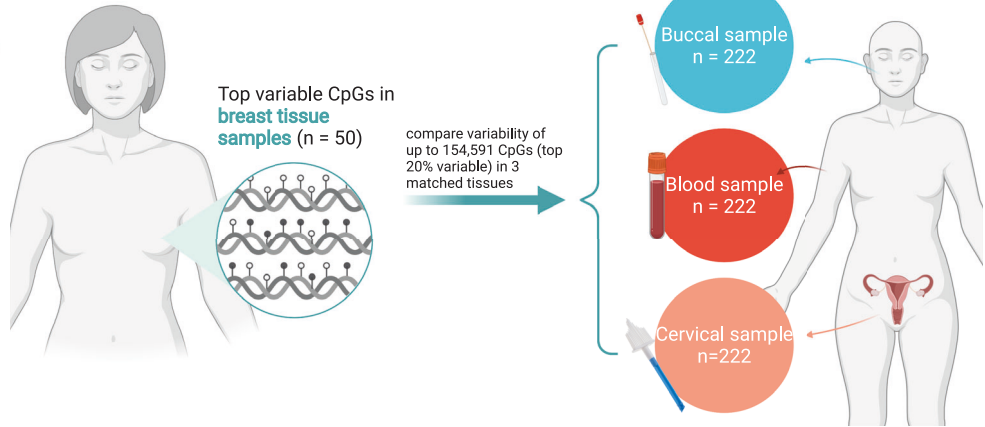 Top variable CpGs in
breast tissue
samples (n = 50)
compare variability of
up to 154,591 CpGs (top
20% variable) in 3
matched tissues
Buccal sample
n = 222
Blood sample
n = 222
Cervical sample
n=222